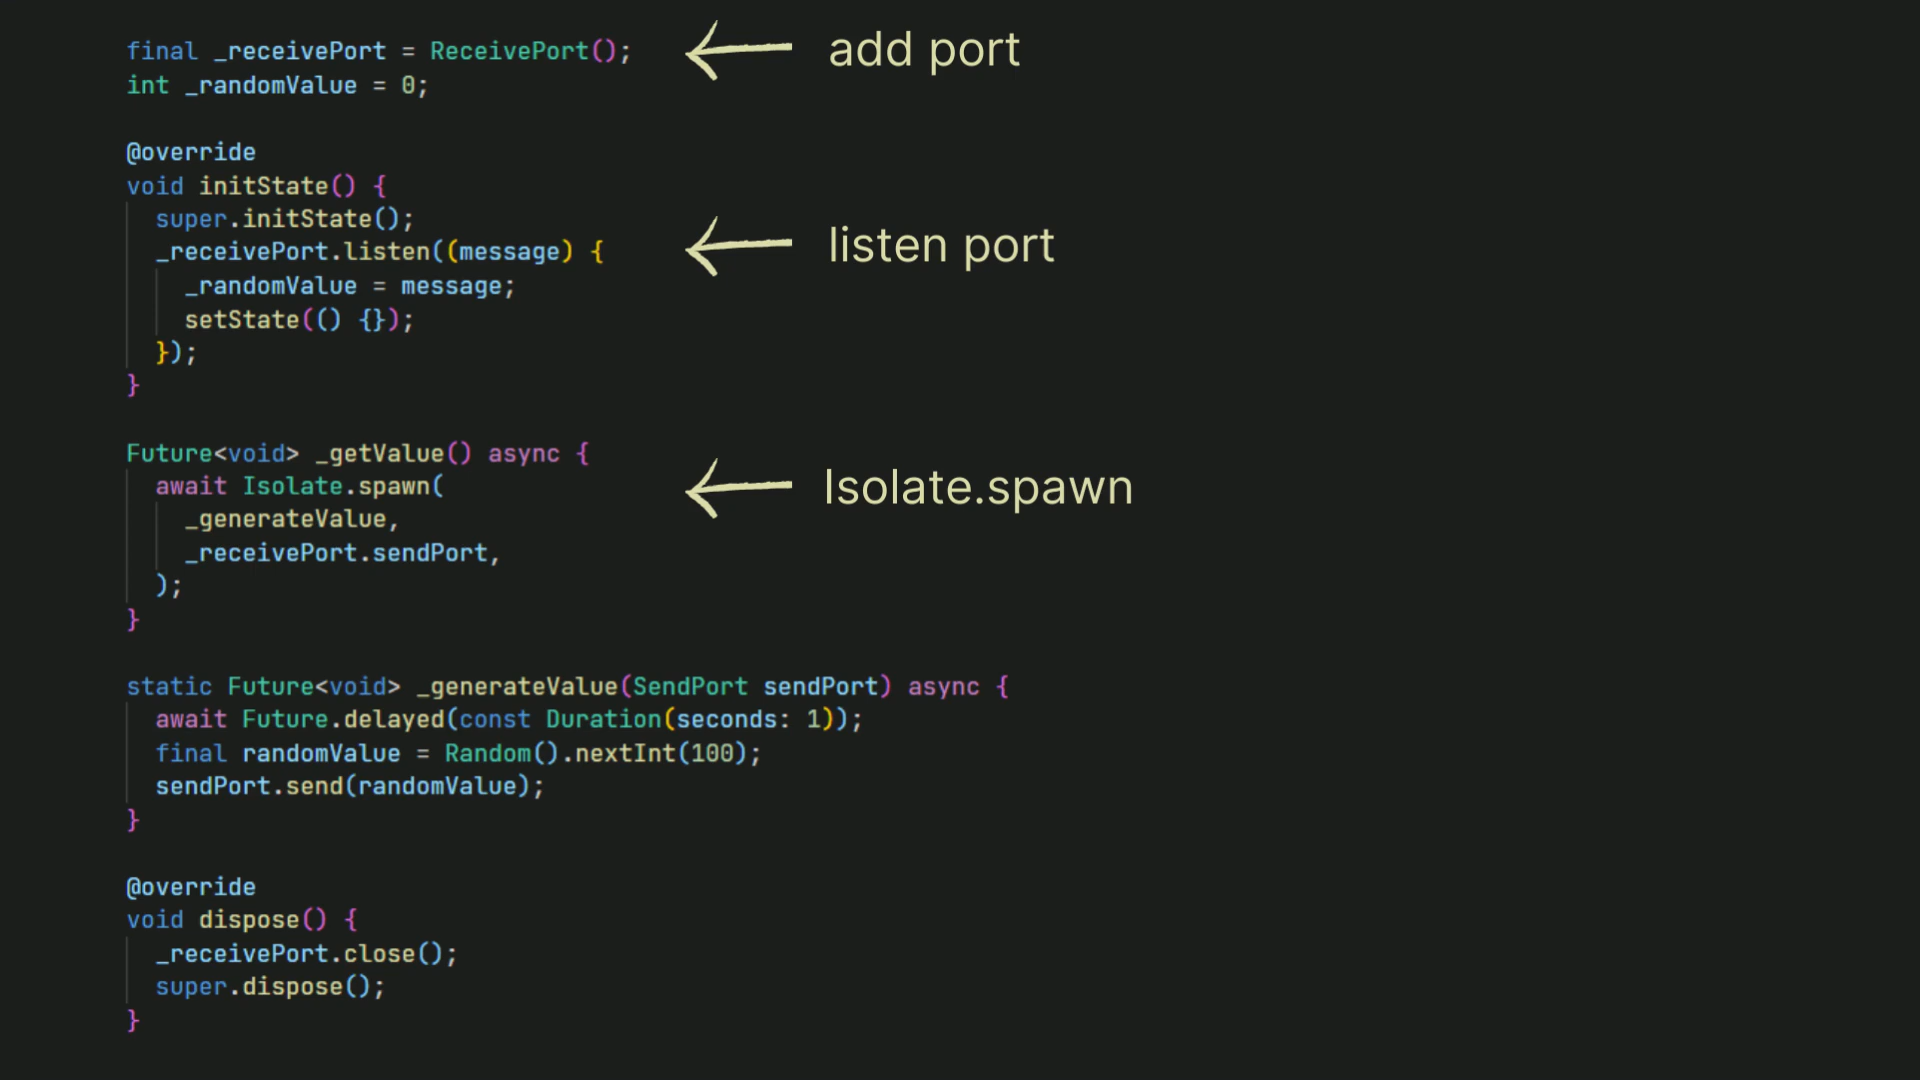 final _receivePort = ReceivePort();
add port
int _randomValue = 0;
@override
void initState() {
super.initState();
_receivePort.listen((message) {
listen port
_randomValue = message;
setState(() {});
});
}
Future<void> _getValue() async {
await Isolate.spawn(
Isolate.spawn
_generateValue,
_receivePort.sendPort,
);
}
static Future<void> _generateValue(SendPort sendPort) async {
await Future.delayed(const Duration(seconds: 1));
final randomValue = Random().nextInt(100);
sendPort.send(randomValue);
}
@override
void dispose() {
_receivePort.close();
super.dispose();
}